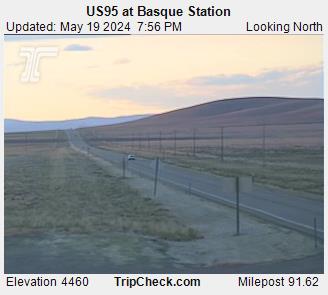 US95 at Basque Station
Updated: May 19 2024 7:56 PM Looking North
Elevation 4460 TripCheck.com Milepost 91.62